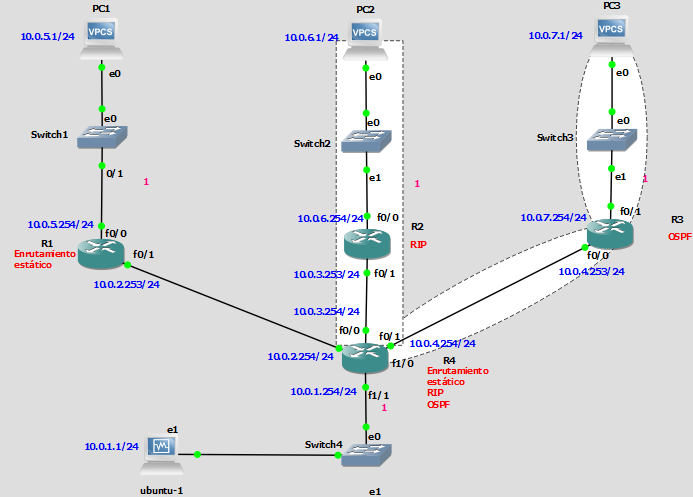 PC1
10.0.5.1/24
VPCS
e0
e0
Switch1
0/1
1
10.0.5.254/24
f0/0
R1
Enrutamiento
estático
f0/1
10.0.2.253/24
PC2
10.0.6.1/24
VPCS
e0
e0
Switch2
e1
1
10.0.6.254/24
f0/0
R2
RIP
10.0.3.253/24
f0/1
10.0.3.254/24
f0/0
f0/1
10.0.4.254/24
10.0.2.254/24
f1/0
R4
Enrutamiento
estático
RIP
OSPF
10.0.1.254/24
f1/1
1
PC3
10.0.7.1/24
VPCS
e0
e0
Switch3
e1
1
10.0.7.254/24
f0/1
R3
OSPF
f0/0
10.0.4.253/24
e0
Switch4
e1
e1
10.0.1.1/24
ubuntu-1